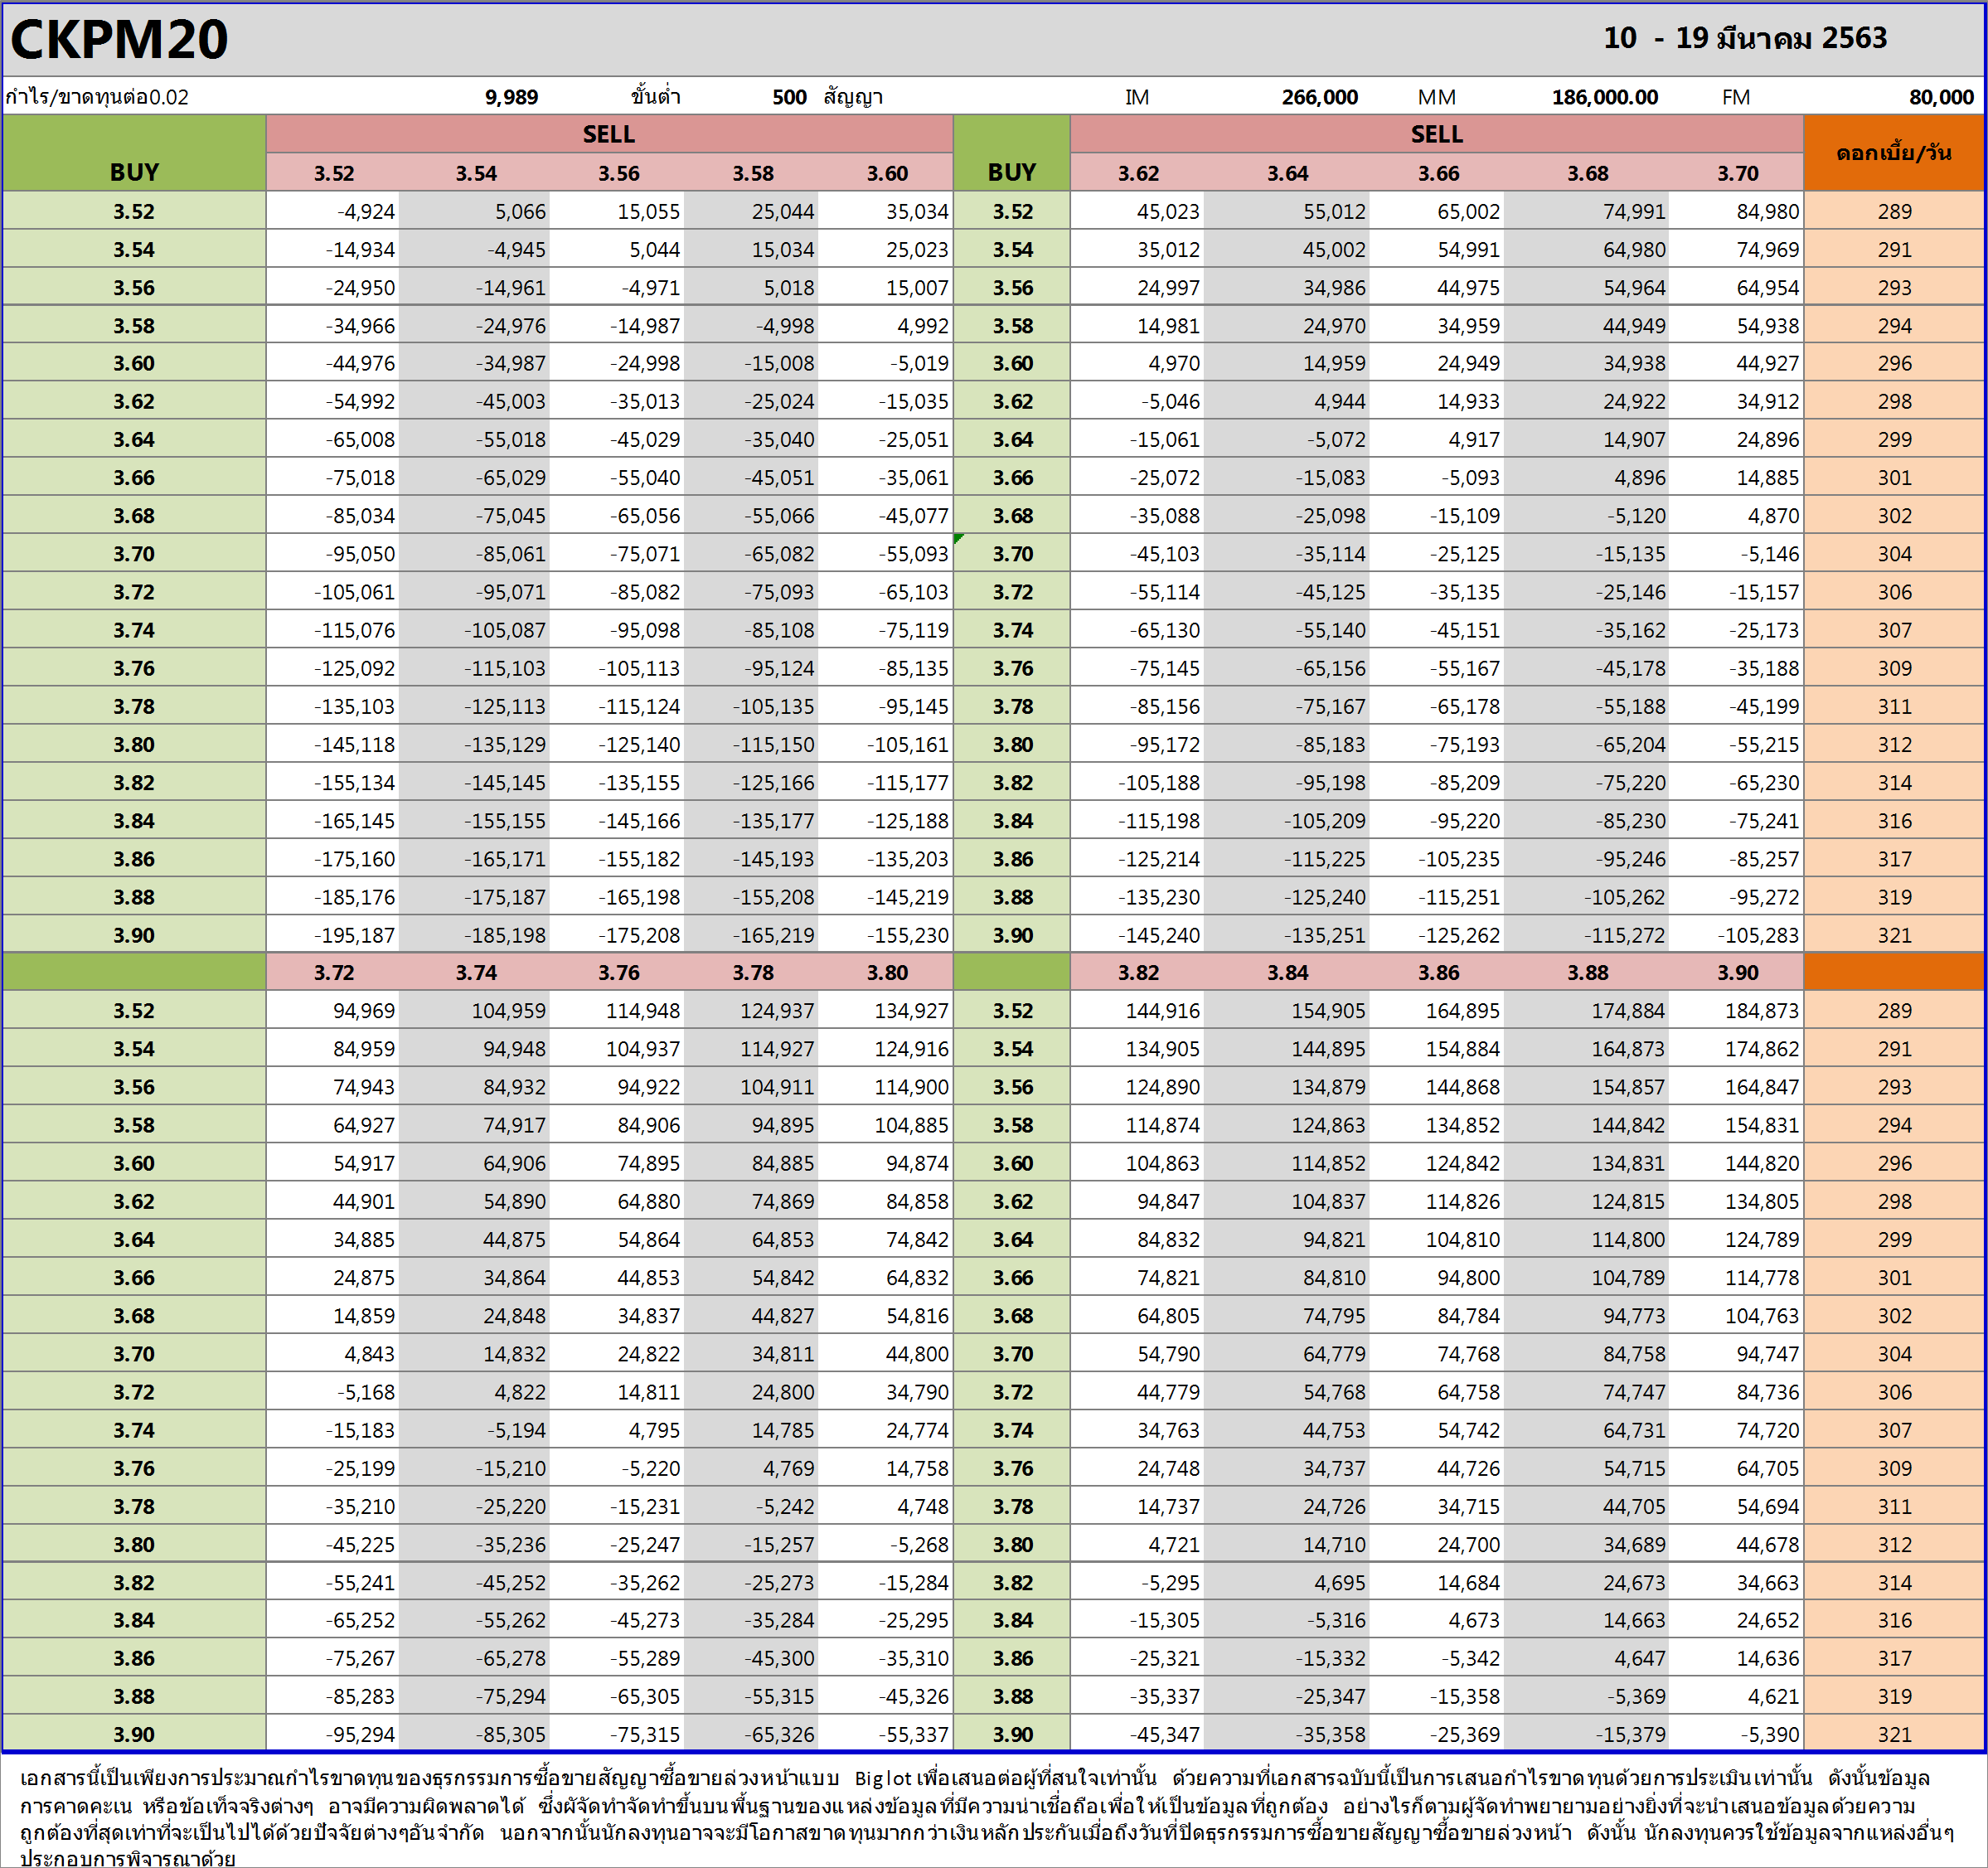 CKPM20 10 - 19 มีนาคม 2563
กำไร/ขาดทุนต่อ0.02 9,989 ขั้นต่ำ 500 สัญญา IM 266,000 MM 186,000.00 FM 80,000
BUY SELL BUY SELL ดอกเบี้ย/วัน
3.52 3.54 3.56 3.58 3.60 3.62 3.64 3.66 3.68 3.70
3.52 -4,924 5,066 15,055 25,044 35,034 3.52 45,023 55,012 65,002 74,991 84,980 289
3.54 -14,934 -4,945 5,044 15,034 25,023 3.54 35,012 45,002 54,991 64,980 74,969 291
3.56 -24,950 -14,961 -4,971 5,018 15,007 3.56 24,997 34,986 44,975 54,964 64,954 293
3.58 -34,966 -24,976 -14,987 -4,998 4,992 3.58 14,981 24,970 34,959 44,949 54,938 294
3.60 -44,976 -34,987 -24,998 -15,008 -5,019 3.60 4,970 14,959 24,949 34,938 44,927 296
3.62 -54,992 -45,003 -35,013 -25,024 -15,035 3.62 -5,046 4,944 14,933 24,922 34,912 298
3.64 -65,008 -55,018 -45,029 -35,040 -25,051 3.64 -15,061 -5,072 4,917 14,907 24,896 299
3.66 -75,018 -65,029 -55,040 -45,051 -35,061 3.66 -25,072 -15,083 -5,093 4,896 14,885 301
3.68 -85,034 -75,045 -65,056 -55,066 -45,077 3.68 -35,088 -25,098 -15,109 -5,120 4,870 302
3.70 -95,050 -85,061 -75,071 -65,082 -55,093 3.70 -45,103 -35,114 -25,125 -15,135 -5,146 304
3.72 -105,061 -95,071 -85,082 -75,093 -65,103 3.72 -55,114 -45,125 -35,135 -25,146 -15,157 306
3.74 -115,076 -105,087 -95,098 -85,108 -75,119 3.74 -65,130 -55,140 -45,151 -35,162 -25,173 307
3.76 -125,092 -115,103 -105,113 -95,124 -85,135 3.76 -75,145 -65,156 -55,167 -45,178 -35,188 309
3.78 -135,103 -125,113 -115,124 -105,135 -95,145 3.78 -85,156 -75,167 -65,178 -55,188 -45,199 311
3.80 -145,118 -135,129 -125,140 -115,150 -105,161 3.80 -95,172 -85,183 -75,193 -65,204 -55,215 312
3.82 -155,134 -145,145 -135,155 -125,166 -115,177 3.82 -105,188 -95,198 -85,209 -75,220 -65,230 314
3.84 -165,145 -155,155 -145,166 -135,177 -125,188 3.84 -115,198 -105,209 -95,220 -85,230 -75,241 316
3.86 -175,160 -165,171 -155,182 -145,193 -135,203 3.86 -125,214 -115,225 -105,235 -95,246 -85,257 317
3.88 -185,176 -175,187 -165,198 -155,208 -145,219 3.88 -135,230 -125,240 -115,251 -105,262 -95,272 319
3.90 -195,187 -185,198 -175,208 -165,219 -155,230 3.90 -145,240 -135,251 -125,262 -115,272 -105,283 321
3.72 3.74 3.76 3.78 3.80 3.82 3.84 3.86 3.88 3.90
3.52 94,969 104,959 114,948 124,937 134,927 3.52 144,916 154,905 164,895 174,884 184,873 289
3.54 84,959 94,948 104,937 114,927 124,916 3.54 134,905 144,895 154,884 164,873 174,862 291
3.56 74,943 84,932 94,922 104,911 114,900 3.56 124,890 134,879 144,868 154,857 164,847 293
3.58 64,927 74,917 84,906 94,895 104,885 3.58 114,874 124,863 134,852 144,842 154,831 294
3.60 54,917 64,906 74,895 84,885 94,874 3.60 104,863 114,852 124,842 134,831 144,820 296
3.62 44,901 54,890 64,880 74,869 84,858 3.62 94,847 104,837 114,826 124,815 134,805 298
3.64 34,885 44,875 54,864 64,853 74,842 3.64 84,832 94,821 104,810 114,800 124,789 299
3.66 24,875 34,864 44,853 54,842 64,832 3.66 74,821 84,810 94,800 104,789 114,778 301
3.68 14,859 24,848 34,837 44,827 54,816 3.68 64,805 74,795 84,784 94,773 104,763 302
3.70 4,843 14,832 24,822 34,811 44,800 3.70 54,790 64,779 74,768 84,758 94,747 304
3.72 -5,168 4,822 14,811 24,800 34,790 3.72 44,779 54,768 64,758 74,747 84,736 306
3.74 -15,183 -5,194 4,795 14,785 24,774 3.74 34,763 44,753 54,742 64,731 74,720 307
3.76 -25,199 -15,210 -5,220 4,769 14,758 3.76 24,748 34,737 44,726 54,715 64,705 309
3.78 -35,210 -25,220 -15,231 -5,242 4,748 3.78 14,737 24,726 34,715 44,705 54,694 311
3.80 -45,225 -35,236 -25,247 -15,257 -5,268 3.80 4,721 14,710 24,700 34,689 44,678 312
3.82 -55,241 -45,252 -35,262 -25,273 -15,284 3.82 -5,295 4,695 14,684 24,673 34,663 314
3.84 -65,252 -55,262 -45,273 -35,284 -25,295 3.84 -15,305 -5,316 4,673 14,663 24,652 316
3.86 -75,267 -65,278 -55,289 -45,300 -35,310 3.86 -25,321 -15,332 -5,342 4,647 14,636 317
3.88 -85,283 -75,294 -65,305 -55,315 -45,326 3.88 -35,337 -25,347 -15,358 -5,369 4,621 319
3.90 -95,294 -85,305 -75,315 -65,326 -55,337 3.90 -45,347 -35,358 -25,369 -15,379 -5,390 321
เอกสารนี้เป็นเพียงการประมาณกำไรขาดทุนของธุรกรรมการซื้อขายสัญญาซื้อขายล่วงหน้าแบบ Big lot เพื่อเสนอต่อผู้ที่สนใจเท่านั้น ด้วยความที่เอกสารฉบับนี้เป็นการเสนอกำไรขาดทุนด้วยการประเมินเท่านั้น ดังนั้นข้อมูล
การคาดคะเน หรือข้อเท็จจริงต่างๆ อาจมีความผิดพลาดได้ ซึ่งผู้จัดทำจัดทำขึ้นบนพื้นฐานของแหล่งข้อมูลที่มีความน่าเชื่อถือเพื่อให้เป็นข้อมูลที่ถูกต้อง อย่างไรก็ตามผู้จัดทำพยายามอย่างยิ่งที่จะนำเสนอข้อมูลด้วยความ
ถูกต้องที่สุดเท่าที่จะเป็นไปได้ด้วยปัจจัยต่างๆอันจำกัด นอกจากนั้นนักลงทุนอาจจะมีโอกาสขาดทุนมากกว่าเงินหลักประกันเมื่อถึงวันที่ปิดธุรกรรมการซื้อขายสัญญาซื้อขายล่วงหน้า ดังนั้น นักลงทุนควรใช้ข้อมูลจากแหล่งอื่นๆ
ประกอบการพิจารณาด้วย